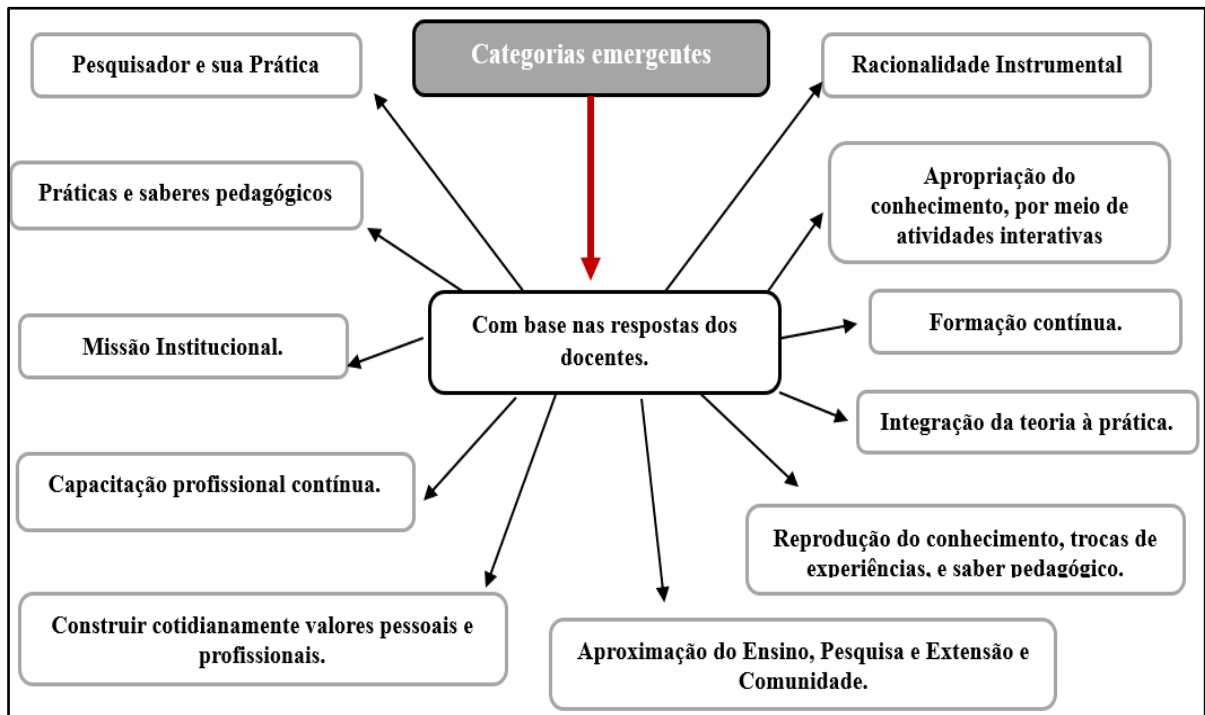 Categorias emergentes
Pesquisador e sua Prática
Racionalidade Instrumental
Práticas e saberes pedagógicos
Apropriação do
conhecimento, por meio de
atividades interativas
Com base nas respostas dos
docentes.
Missão Institucional.
Formação contínua.
Integração da teoria à prática.
Capacitação profissional contínua.
Reprodução do conhecimento, trocas de
experiências, e saber pedagógico.
Construir cotidianamente valores pessoais e
profissionais.
Aproximação do Ensino, Pesquisa e Extensão e
Comunidade.